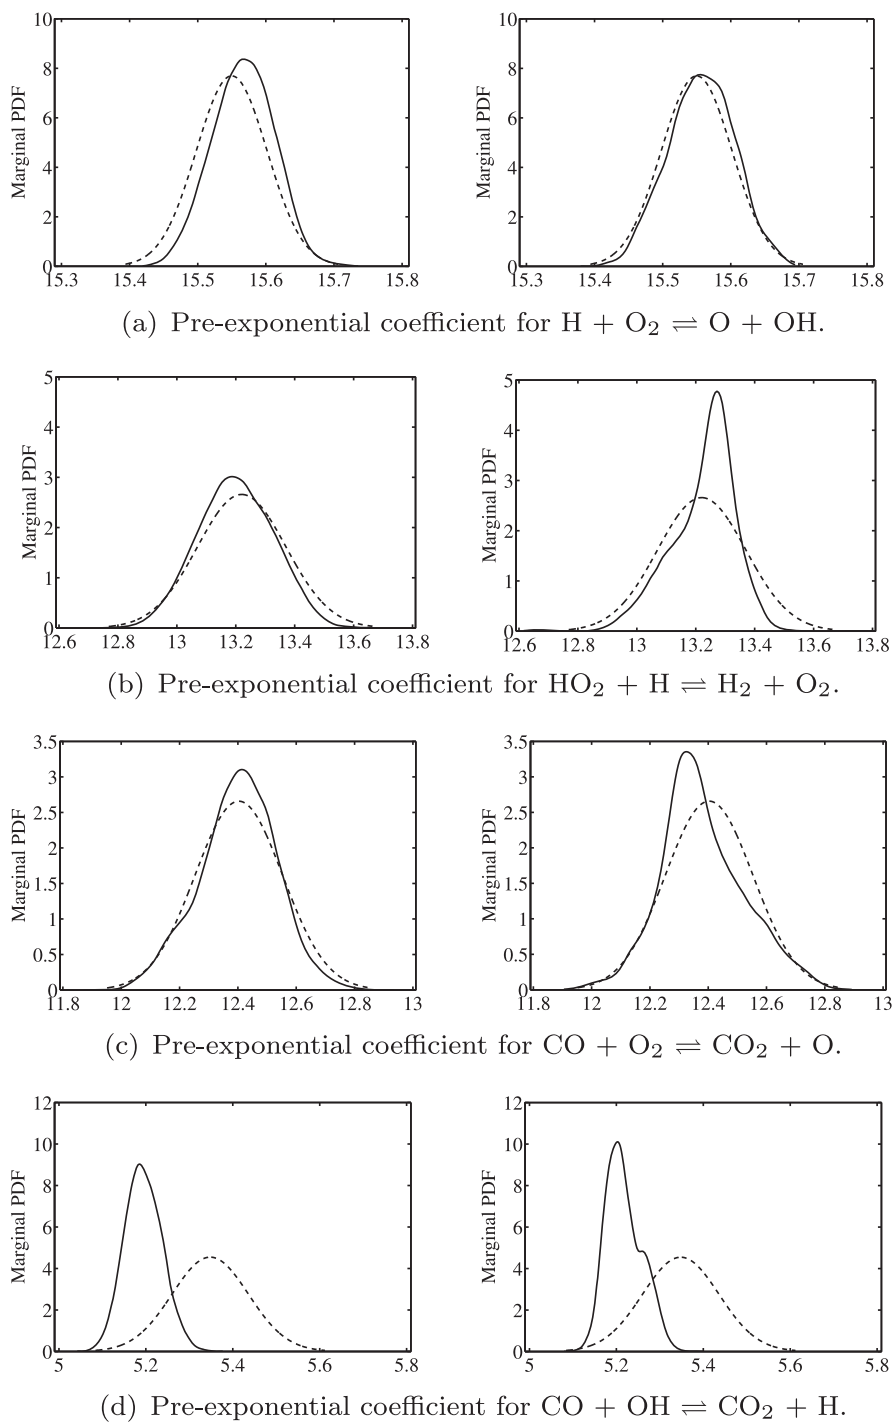 10
8
6
4
2
0
Marginal PDF
15.3 15.4 15.5 15.6 15.7 15.8
10
8
6
4
2
0
Marginal PDF
15.3 15.4 15.5 15.6 15.7 15.8
(a) Pre-exponential coefficient for H + O₂ ⇌ O + OH.
5
4
3
2
1
0
Marginal PDF
12.6 12.8 13 13.2 13.4 13.6 13.8
5
4
3
2
1
0
Marginal PDF
12.6 12.8 13 13.2 13.4 13.6 13.8
(b) Pre-exponential coefficient for HO₂ + H ⇌ H₂ + O₂.
3.5
3
2.5
2
1.5
1
0.5
0
Marginal PDF
11.8 12 12.2 12.4 12.6 12.8 13
3.5
3
2.5
2
1.5
1
0.5
0
Marginal PDF
11.8 12 12.2 12.4 12.6 12.8 13
(c) Pre-exponential coefficient for CO + O₂ ⇌ CO₂ + O.
12
10
8
6
4
2
0
Marginal PDF
5 5.2 5.4 5.6 5.8
12
10
8
6
4
2
0
Marginal PDF
5 5.2 5.4 5.6 5.8
(d) Pre-exponential coefficient for CO + OH ⇌ CO₂ + H.